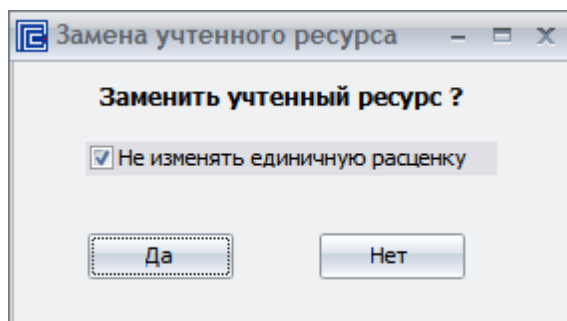 Замена учтенного ресурса
Заменить учтенный ресурс ?
Не изменять единичную расценку
Да Нет